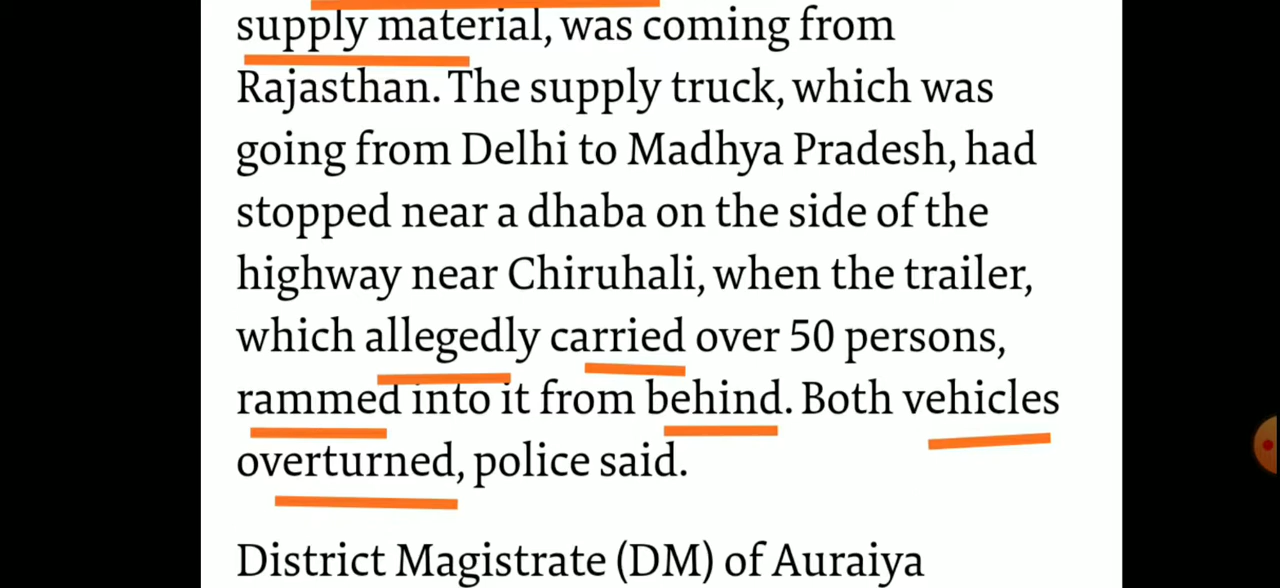 supply material, was coming from
Rajasthan. The supply truck, which was
going from Delhi to Madhya Pradesh, had
stopped near a dhaba on the side of the
highway near Chiruhali, when the trailer,
which allegedly carried over 50 persons,
rammed into it from behind. Both vehicles
overturned, police said.
District Magistrate (DM) of Auraiya